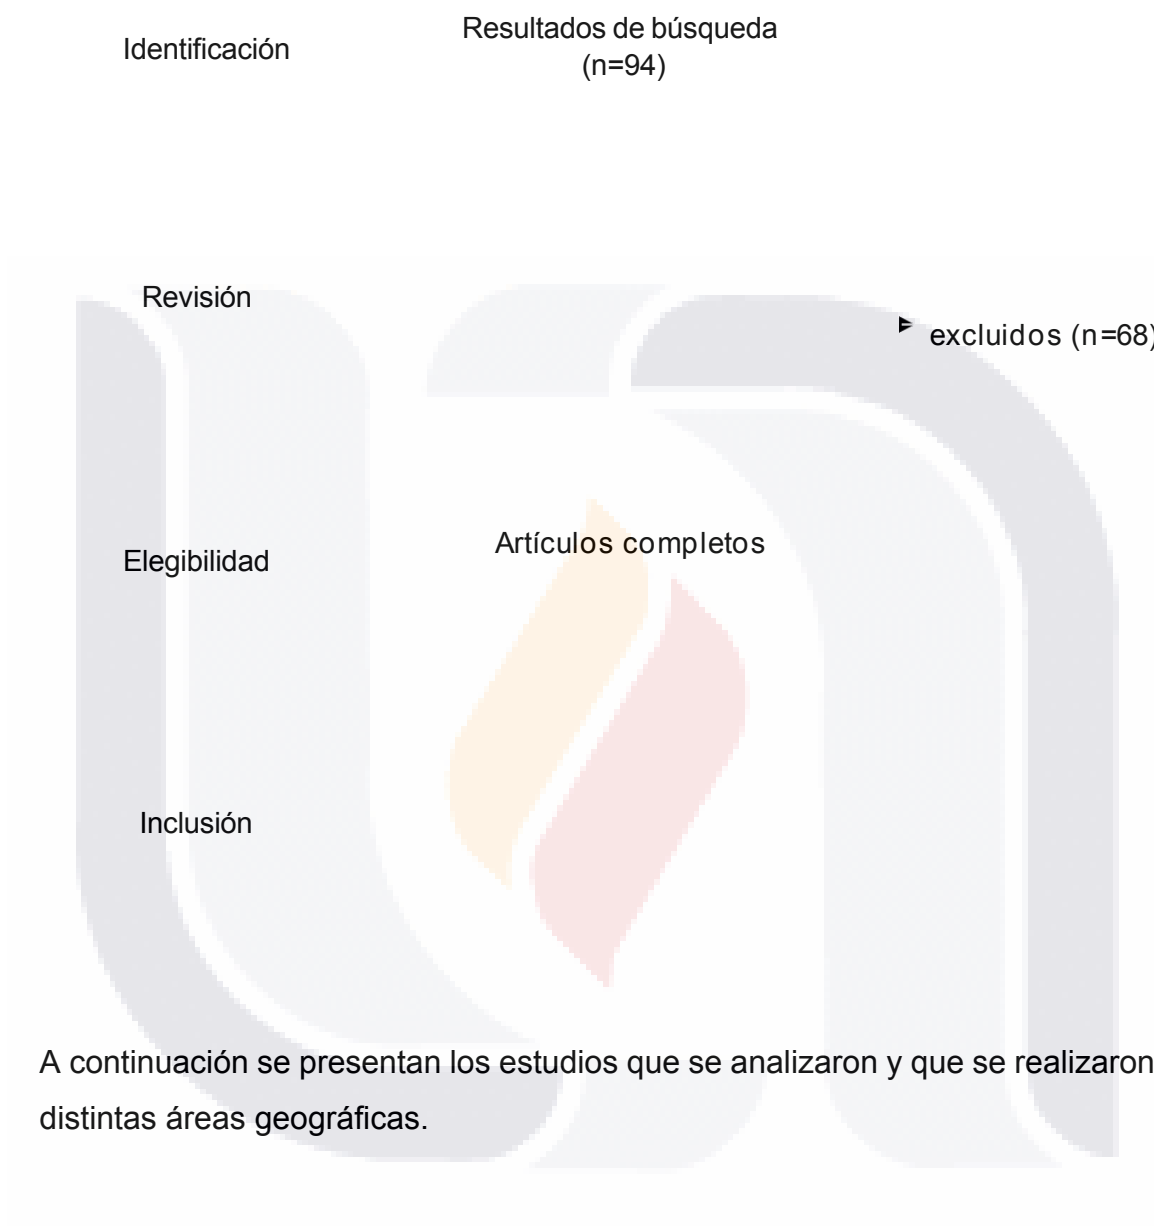 Identificación
Resultados de búsqueda
(n=94)
Revisión
excluidos (n=68)
Elegibilidad
Artículos completos
Inclusión
A continuación se presentan los estudios que se analizaron y que se realizaron
distintas áreas geográficas.